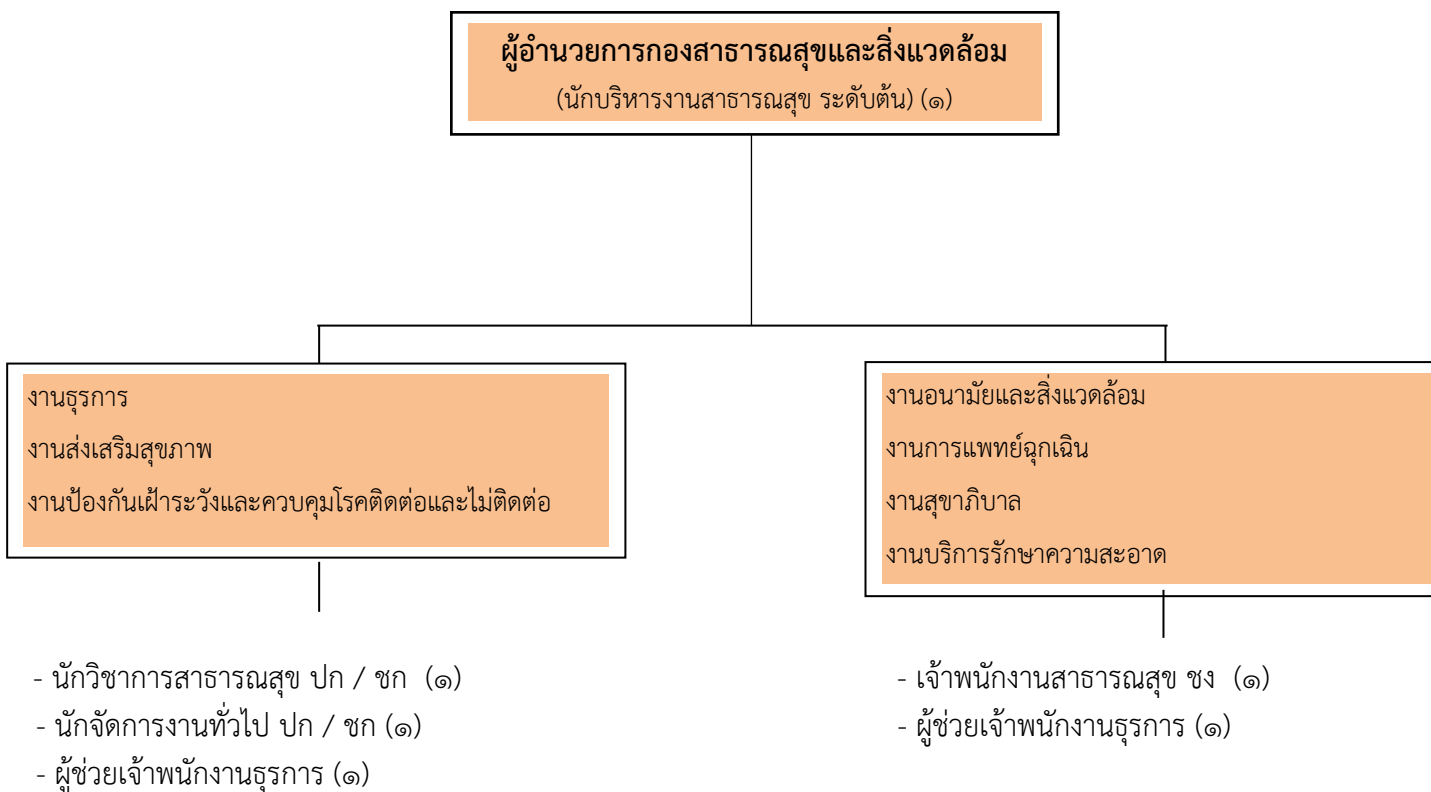 ผู้อำนวยการกองสาธารณสุขและสิ่งแวดล้อม
(นักบริหารงานสาธารณสุข ระดับต้น) (๑)
งานธุรการ
งานส่งเสริมสุขภาพ
งานป้องกันเฝ้าระวังและควบคุมโรคติดต่อและไม่ติดต่อ
งานอนามัยและสิ่งแวดล้อม
งานการแพทย์ฉุกเฉิน
งานสุขาภิบาล
งานบริการรักษาความสะอาด
- นักวิชาการสาธารณสุข ปก / ชก (๑)
- นักจัดการงานทั่วไป ปก / ชก (๑)
- ผู้ช่วยเจ้าพนักงานธุรการ (๑)
- เจ้าพนักงานสาธารณสุข ชง (๑)
- ผู้ช่วยเจ้าพนักงานธุรการ (๑)